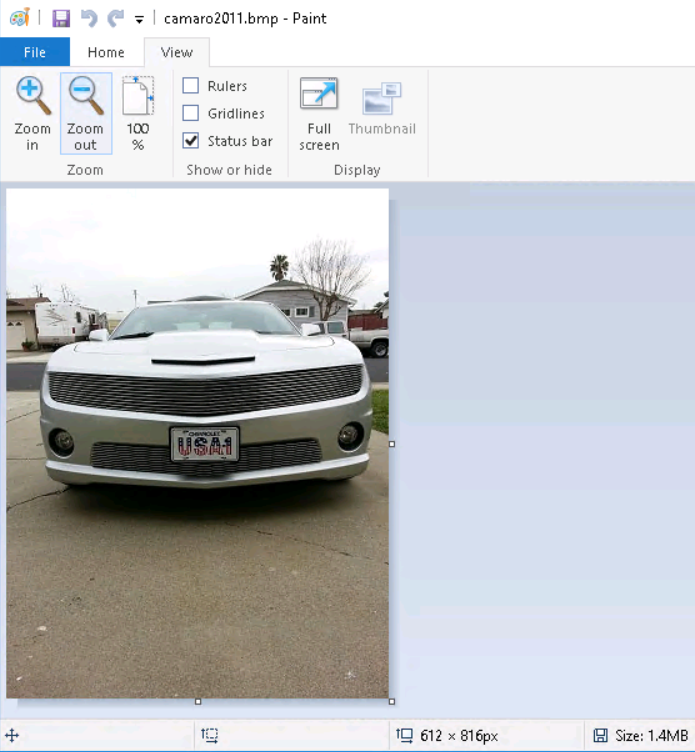 camaro2011.bmp - Paint
File Home View
Zoom in
Zoom out
100 %
Rulers
Gridlines
Status bar
Full screen
Thumbnail
Zoom Show or hide Display
CHEVROLET
USA1
612 × 816px Size: 1.4MB